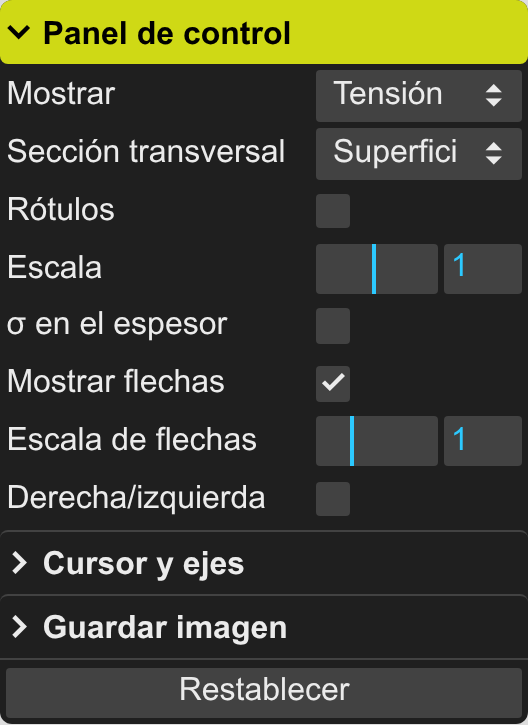 Panel de control
Mostrar Tensión
Sección transversal Superfici
Rótulos
Escala 1
σ en el espesor
Mostrar flechas
Escala de flechas 1
Derecha/izquierda
Cursor y ejes
Guardar imagen
Restablecer